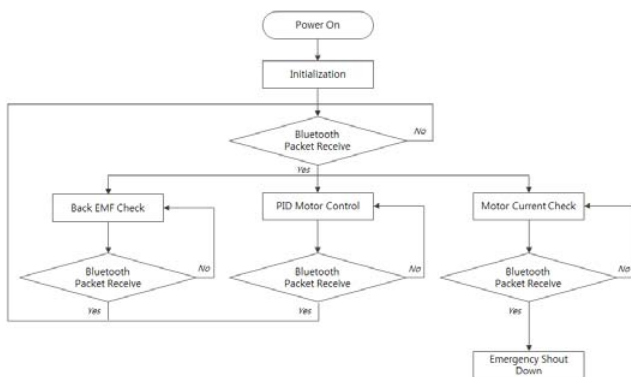 Power On
Initialization
Bluetooth
Packet Receive
No
Yes
Back EMF Check
PID Motor Control
Motor Current Check
Bluetooth
Packet Receive
No
Bluetooth
Packet Receive
No
Bluetooth
Packet Receive
No
Yes
Yes
Yes
Emergency Shout
Down